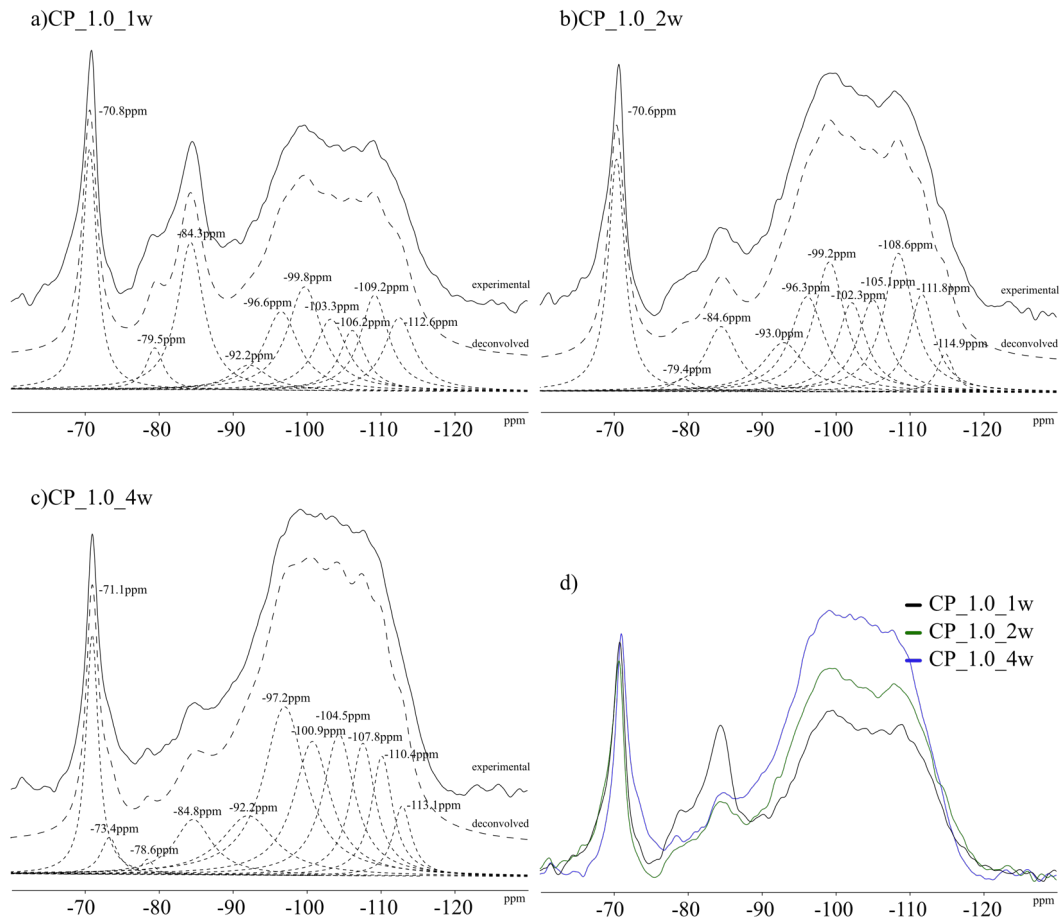 a)CP_1.0_1w
-70.8ppm
-84.3ppm
-79.5ppm
-92.2ppm
-96.6ppm
-99.8ppm
-103.3ppm
-106.2ppm
-109.2ppm
-112.6ppm
experimental
deconvolved
-70 -80 -90 -100 -110 -120 ppm
b)CP_1.0_2w
-70.6ppm
-79.4ppm
-84.6ppm
-93.0ppm
-96.3ppm
-99.2ppm
-102.3ppm
-105.1ppm
-108.6ppm
-111.8ppm
-114.9ppm
experimental
deconvolved
-70 -80 -90 -100 -110 -120 ppm
c)CP_1.0_4w
-71.1ppm
-73.4ppm
-78.6ppm
-84.8ppm
-92.2ppm
-97.2ppm
-100.9ppm
-104.5ppm
-107.8ppm
-110.4ppm
-113.1ppm
experimental
deconvolved
-70 -80 -90 -100 -110 -120 ppm
d)
CP_1.0_1w
CP_1.0_2w
CP_1.0_4w
-70 -80 -90 -100 -110 -120 ppm